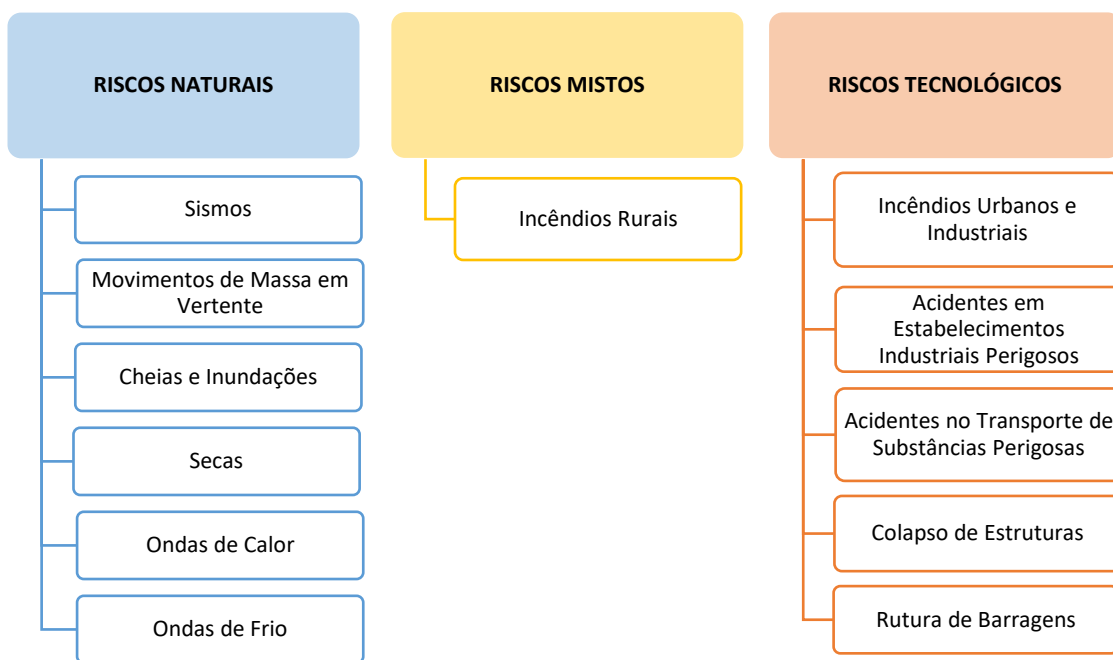 RISCOS NATURAIS
Sismos
Movimentos de Massa em
Vertente
Cheias e Inundações
Secas
Ondas de Calor
Ondas de Frio
RISCOS MISTOS
Incêndios Rurais
RISCOS TECNOLÓGICOS
Incêndios Urbanos e
Industriais
Acidentes em
Estabelecimentos
Industriais Perigosos
Acidentes no Transporte de
Substâncias Perigosas
Colapso de Estruturas
Rutura de Barragens